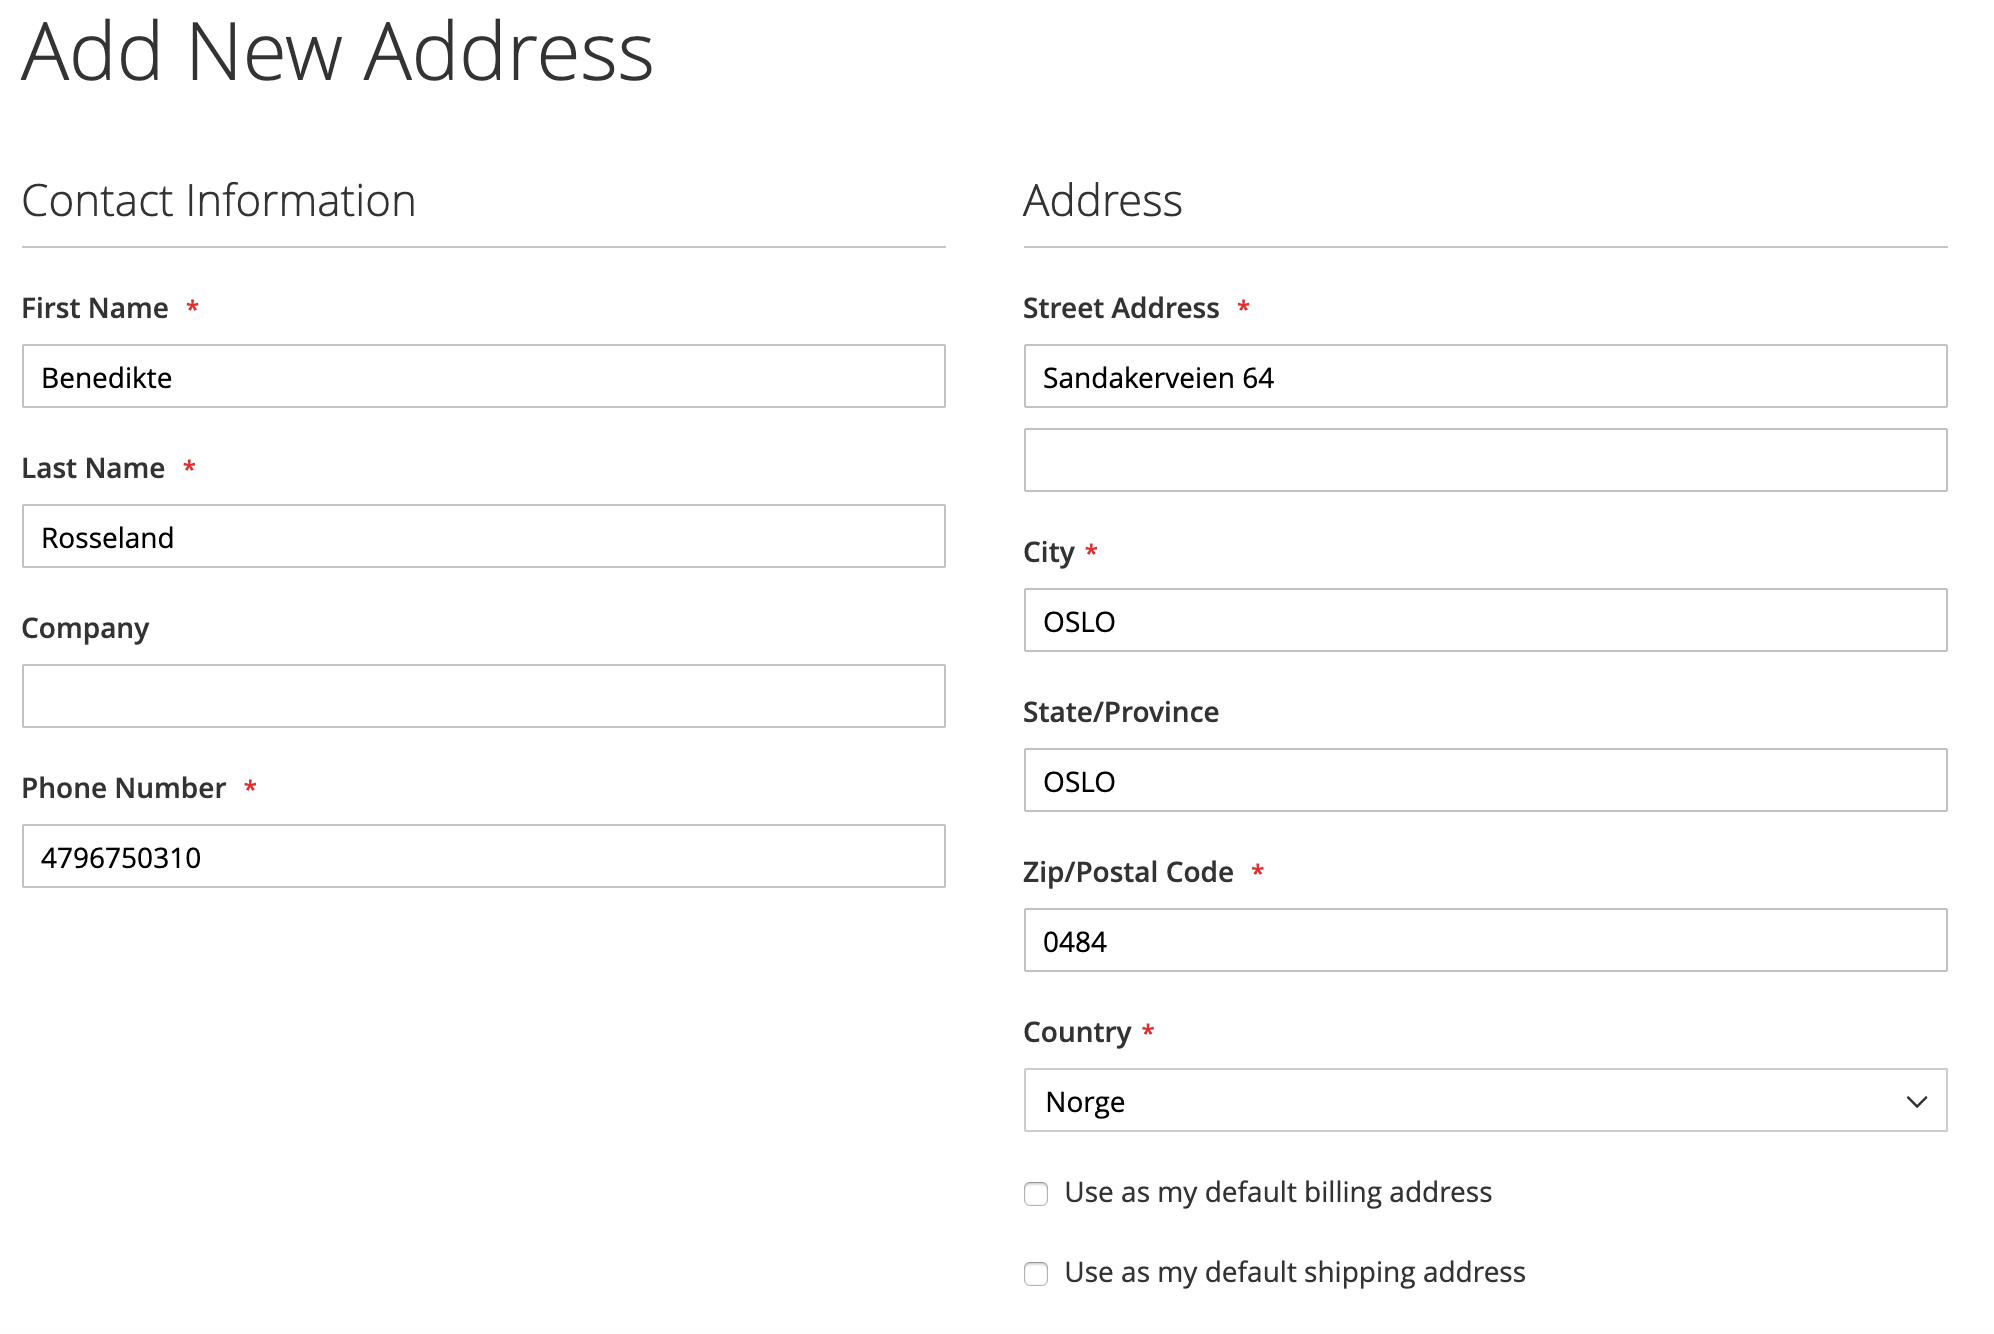 Add New Address
Contact Information
First Name *
Benedikte
Last Name *
Rosseland
Company
Phone Number *
4796750310
Address
Street Address *
Sandakerveien 64
City *
OSLO
State/Province
OSLO
Zip/Postal Code *
0484
Country *
Norge
Use as my default billing address
Use as my default shipping address